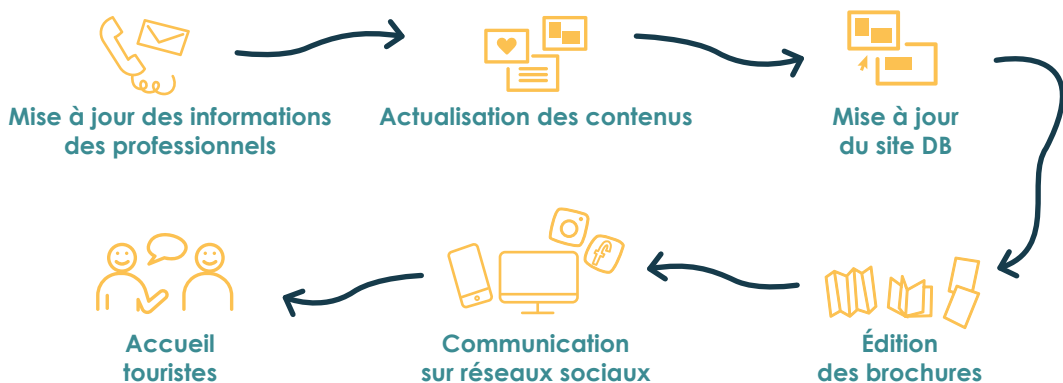 Mise à jour des informations
des professionnels
Actualisation des contenus
Mise à jour
du site DB
Édition
des brochures
Communication
sur réseaux sociaux
Accueil
touristes